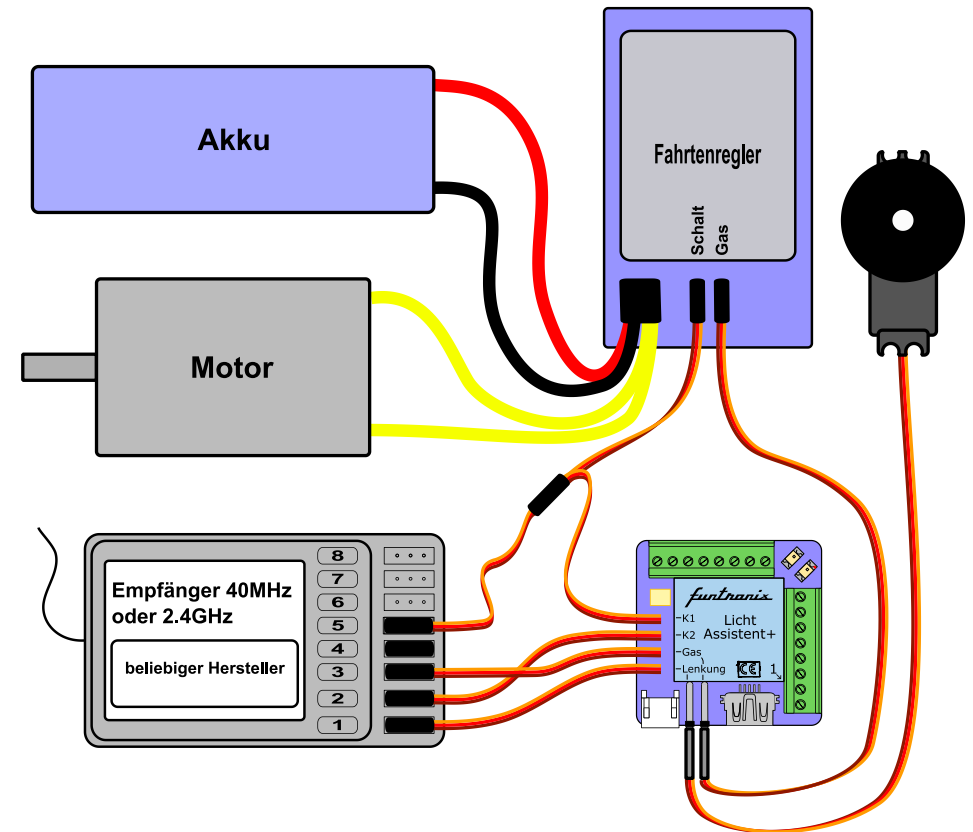 Akku
Fahrtenregler
Schalt
Gas
Motor
Empfänger 40MHz
oder 2.4GHz
beliebiger Hersteller
8
7
6
5
4
3
2
1
funtronix
Licht
Assistent+
K1
K2
Gas
Lenkung
CE
1